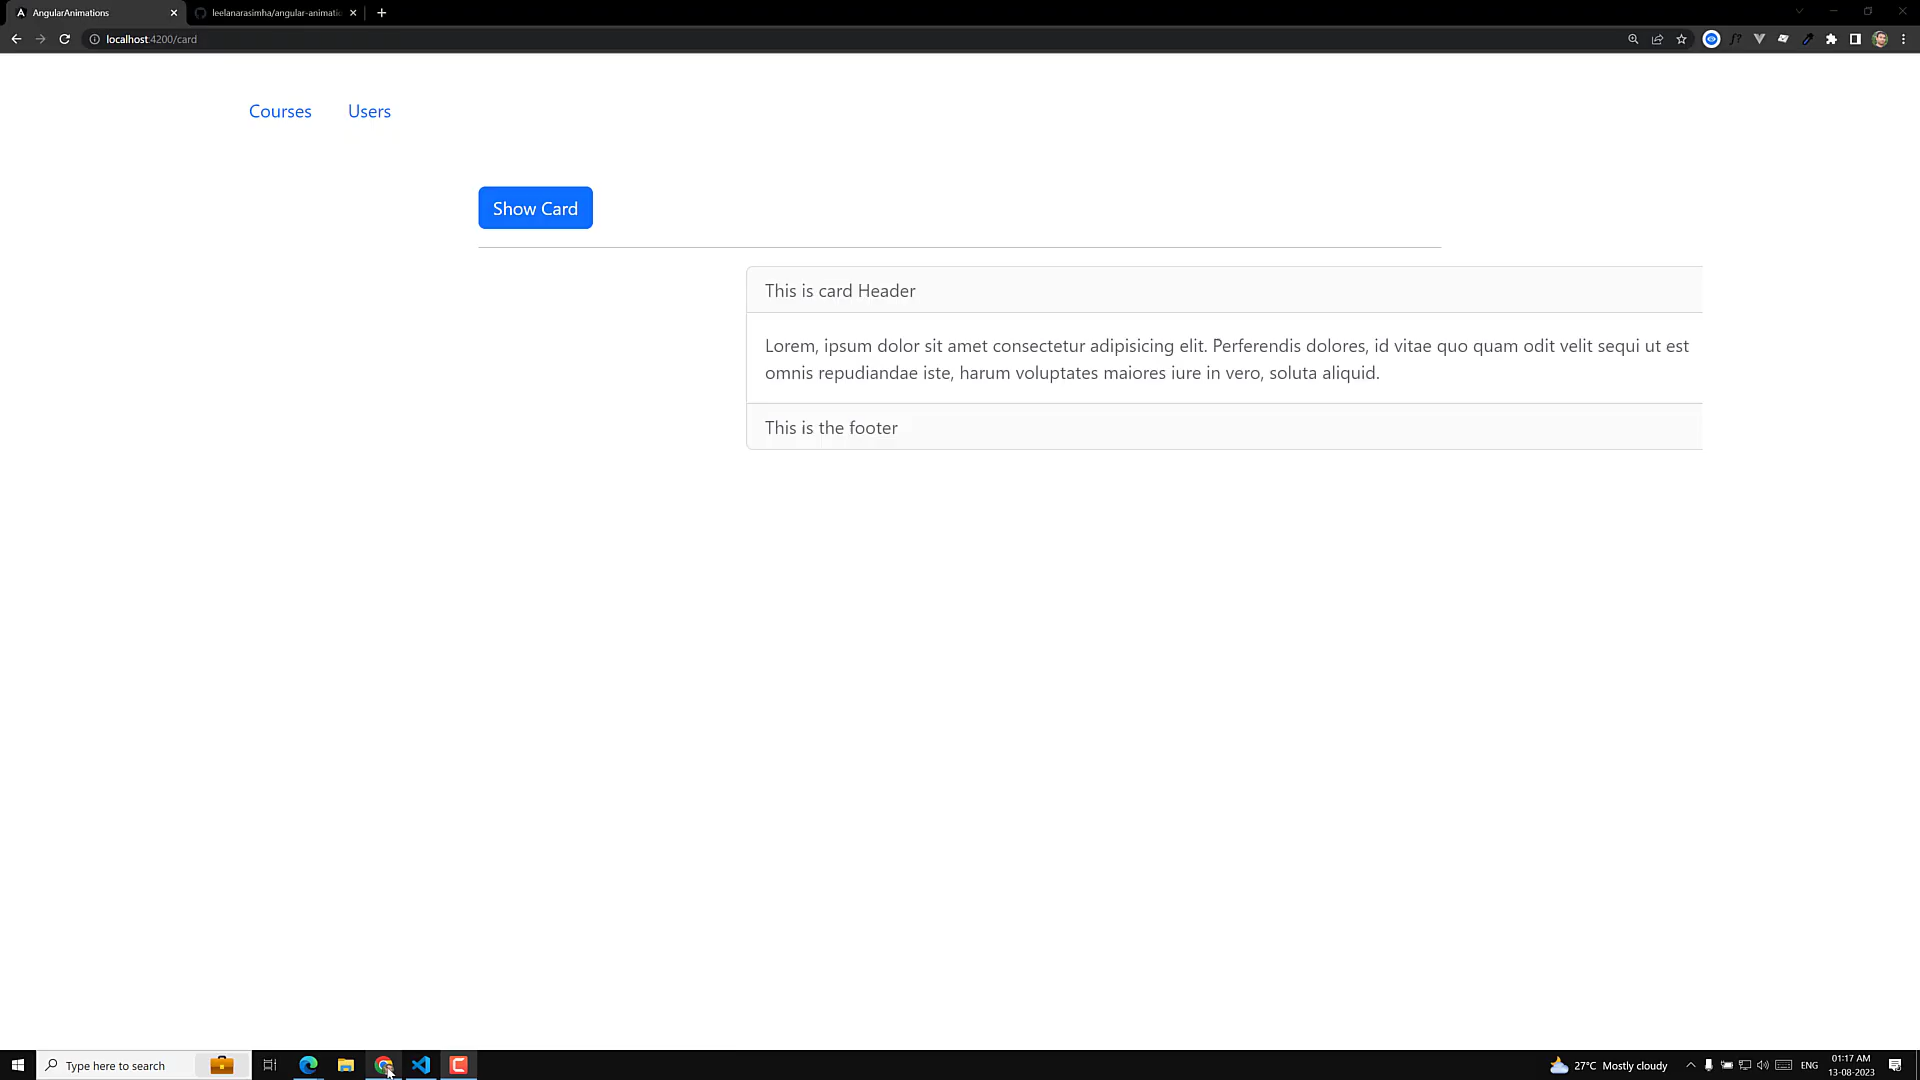 AngularAnimations
leelanarasimha/angular-animati
localhost:4200/card
Courses
Users
Show Card
This is card Header
Lorem, ipsum dolor sit amet consectetur adipisicing elit. Perferendis dolores, id vitae quo quam odit velit sequi ut est
omnis repudiandae iste, harum voluptates maiores iure in vero, soluta aliquid.
This is the footer
Type here to search
27°C Mostly cloudy
ENG
01:17 AM
13-08-2023